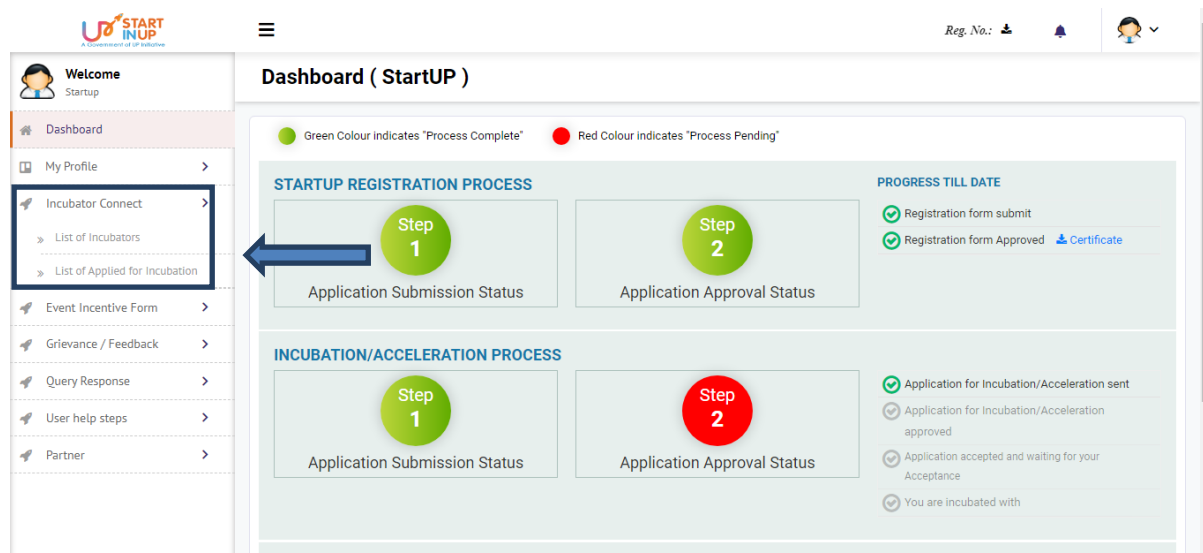 START
UP INUP
A Government of UP Initiative
Reg. No.:
Welcome
Startup
Dashboard ( StartUP )
Dashboard
My Profile
Incubator Connect
List of Incubators
List of Applied for Incubation
Event Incentive Form
Grievance / Feedback
Query Response
User help steps
Partner
Green Colour indicates "Process Complete"
Red Colour indicates "Process Pending"
STARTUP REGISTRATION PROCESS
Step
1
Application Submission Status
Step
2
Application Approval Status
PROGRESS TILL DATE
Registration form submit
Registration form Approved Certificate
INCUBATION/ACCELERATION PROCESS
Step
1
Application Submission Status
Step
2
Application Approval Status
Application for Incubation/Acceleration sent
Application for Incubation/Acceleration
approved
Application accepted and waiting for your
Acceptance
You are incubated with